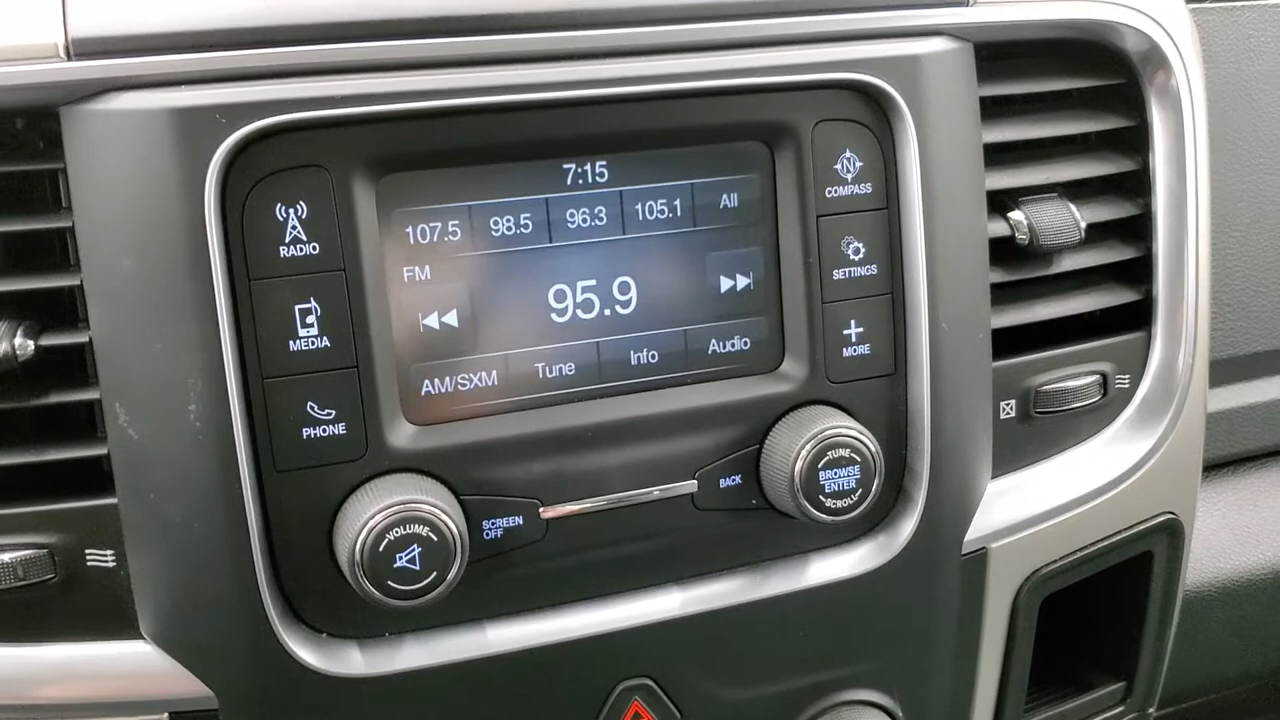 7:15
107.5 98.5 96.3 105.1 All
FM
95.9
AM/SXM Tune Info Audio
RADIO
MEDIA
PHONE
N
COMPASS
SETTINGS
MORE
VOLUME
SCREEN
OFF
BACK
TUNE
BROWSE
ENTER
SCROLL